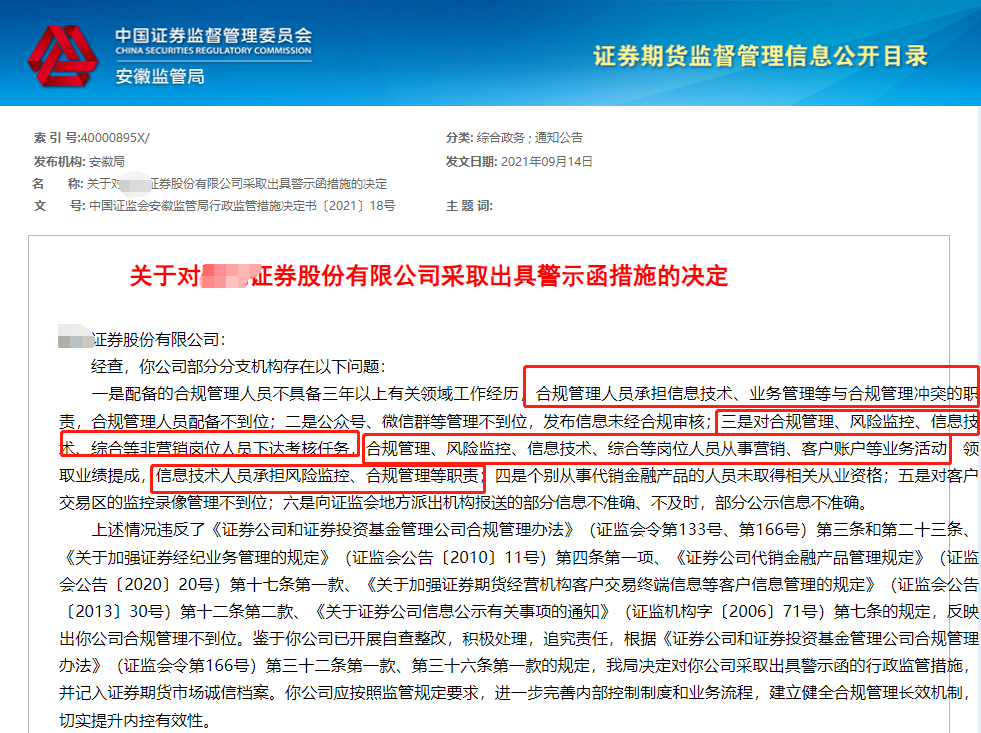 中国证券监督管理委员会
CHINA SECURITIES REGULATORY COMMISSION
安徽监管局
证券期货监督管理信息公开目录
索 引 号:40000895X/
分类: 综合政务 ; 通知公告
发布机构: 安徽局
发文日期: 2021年09月14日
名 称: 关于对 证券股份有限公司采取出具警示函措施的决定
文 号: 中国证监会安徽监管局行政监管措施决定书〔2021〕18号
主 题 词:
关于对 证券股份有限公司采取出具警示函措施的决定
证券股份有限公司：
经查，你公司部分分支机构存在以下问题：
一是配备的合规管理人员不具备三年以上有关领域工作经历，合规管理人员承担信息技术、业务管理等与合规管理冲突的职
责，合规管理人员配备不到位；二是公众号、微信群等管理不到位，发布信息未经合规审核；三是对合规管理、风险监控、信息技
术、综合等非营销岗位人员下达考核任务，合规管理、风险监控、信息技术、综合等岗位人员从事营销、客户账户等业务活动，领
取业绩提成，信息技术人员承担风险监控、合规管理等职责；四是个别从事代销金融产品的人员未取得相关从业资格；五是对客户
交易区的监控录像管理不到位；六是向证监会地方派出机构报送的部分信息不准确、不及时，部分公示信息不准确。
上述情况违反了《证券公司和证券投资基金管理公司合规管理办法》（证监会令第133号、第166号）第三条和第二十三条、
《关于加强证券经纪业务管理的规定》（证监会公告〔2010〕11号）第四条第一项、《证券公司代销金融产品管理规定》（证监
会公告〔2020〕20号）第十七条第一款、《关于加强证券期货经营机构客户交易终端信息等客户信息管理的规定》（证监会公告
〔2013〕30号）第十二条第二款、《关于证券公司信息公示有关事项的通知》（证监机构字〔2006〕71号）第七条的规定，反映
出你公司合规管理不到位。鉴于你公司已开展自查整改，积极处理，追究责任，根据《证券公司和证券投资基金管理公司合规管理
办法》（证监会令第166号）第三十二条第一款、第三十六条第一款的规定，我局决定对你公司采取出具警示函的行政监管措施，
并记入证券期货市场诚信档案。你公司应按照监管规定要求，进一步完善内部控制制度和业务流程，建立健全合规管理长效机制，
切实提升内控有效性。